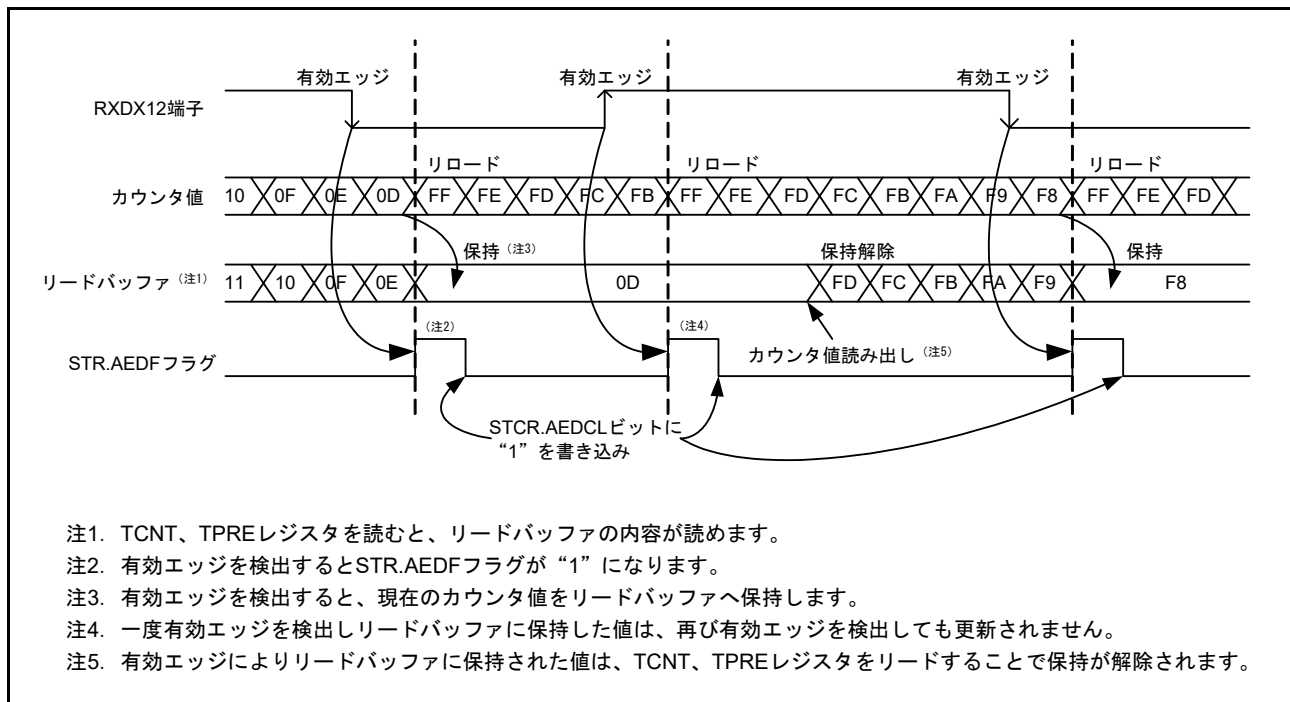 有効エッジ 有効エッジ 有効エッジ
RXDX12端子
リロード リロード リロード
カウンタ値 10 0F 0E 0D FF FE FD FC FB FF FE FD FC FB FA F9 F8 FF FE FD
保持（注3） 保持解除 保持
リードバッファ（注1） 11 10 0F 0E 0D FD FC FB FA F9 F8
（注2） （注4）
カウンタ値読み出し（注5）
STR.AEDFフラグ
STCR.AEDCLビットに
“1”を書き込み
注1. TCNT、TPREレジスタを読むと、リードバッファの内容が読めます。
注2. 有効エッジを検出するとSTR.AEDFフラグが“1”になります。
注3. 有効エッジを検出すると、現在のカウンタ値をリードバッファへ保持します。
注4. 一度有効エッジを検出しリードバッファに保持した値は、再び有効エッジを検出しても更新されません。
注5. 有効エッジによりリードバッファに保持された値は、TCNT、TPREレジスタをリードすることで保持が解除されます。